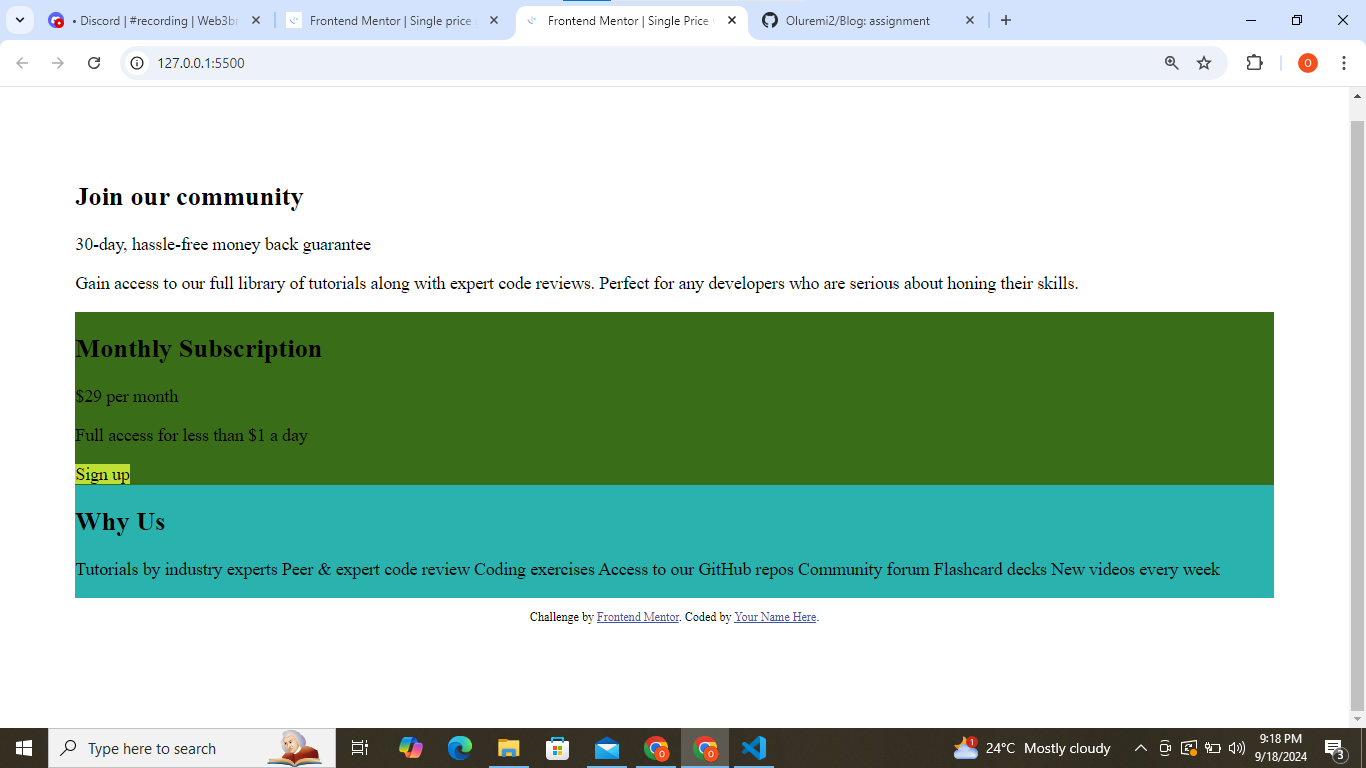 • Discord | #recording | Web3br
Frontend Mentor | Single price
Frontend Mentor | Single Price
Oluremi2/Blog: assignment
127.0.0.1:5500
O
Join our community
30-day, hassle-free money back guarantee
Gain access to our full library of tutorials along with expert code reviews. Perfect for any developers who are serious about honing their skills.
Monthly Subscription
$29 per month
Full access for less than $1 a day
Sign up
Why Us
Tutorials by industry experts Peer & expert code review Coding exercises Access to our GitHub repos Community forum Flashcard decks New videos every week
Challenge by Frontend Mentor. Coded by Your Name Here.
Type here to search
O
O
1
24°C Mostly cloudy
9:18 PM
9/18/2024
3